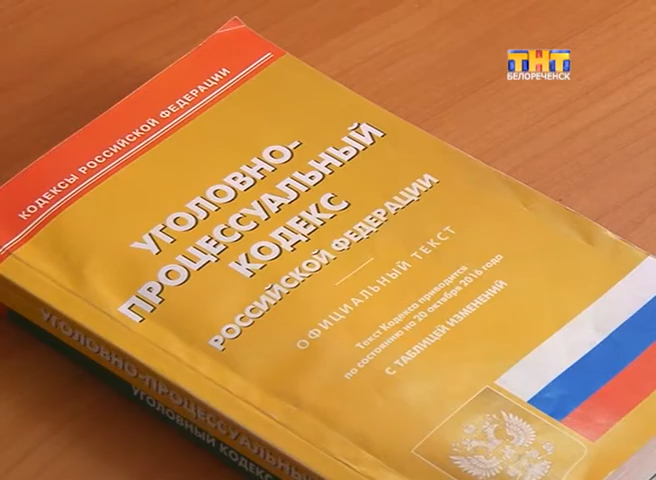 ТНТ
БЕЛОРЕЧЕНСК
КОДЕКСЫ РОССИЙСКОЙ ФЕДЕРАЦИИ
УГОЛОВНО-
ПРОЦЕССУАЛЬНЫЙ
КОДЕКС
РОССИЙСКОЙ ФЕДЕРАЦИИ
ОФИЦИАЛЬНЫЙ ТЕКСТ
Текст Кодекса приводится
по состоянию на 20 октября 2016 года
С ТАБЛИЦЕЙ ИЗМЕНЕНИЙ
УГОЛОВНО-ПРОЦЕССУАЛЬНЫ
УГОЛОВНЫЙ КОДЕКС